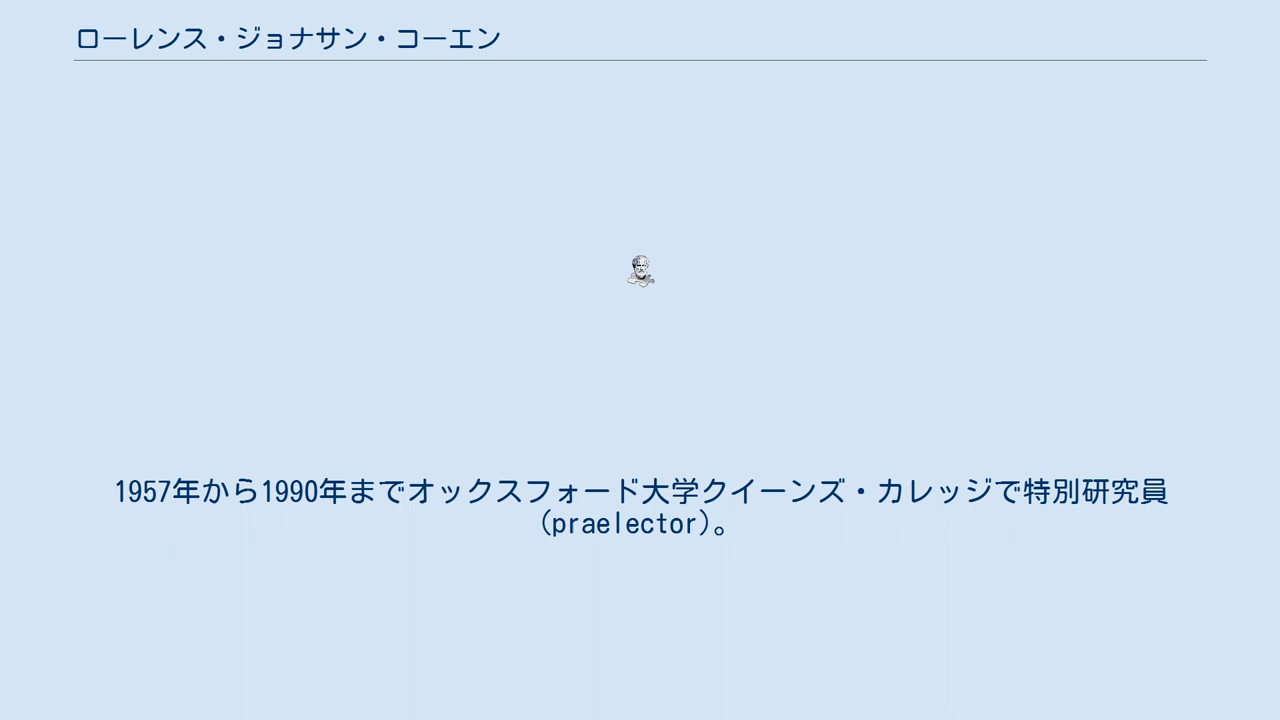 ローレンス・ジョナサン・コーエン
1957年から1990年までオックスフォード大学クイーンズ・カレッジで特別研究員
(praelector)。